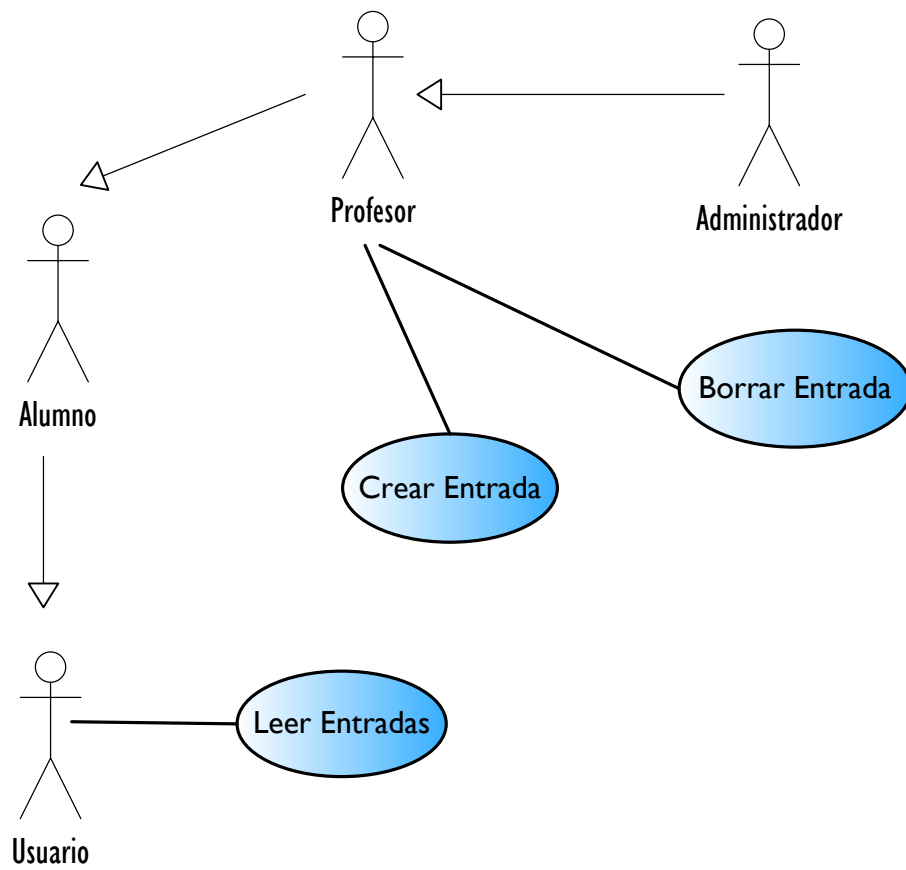 Profesor
Administrador
Alumno
Borrar Entrada
Crear Entrada
Leer Entradas
Usuario